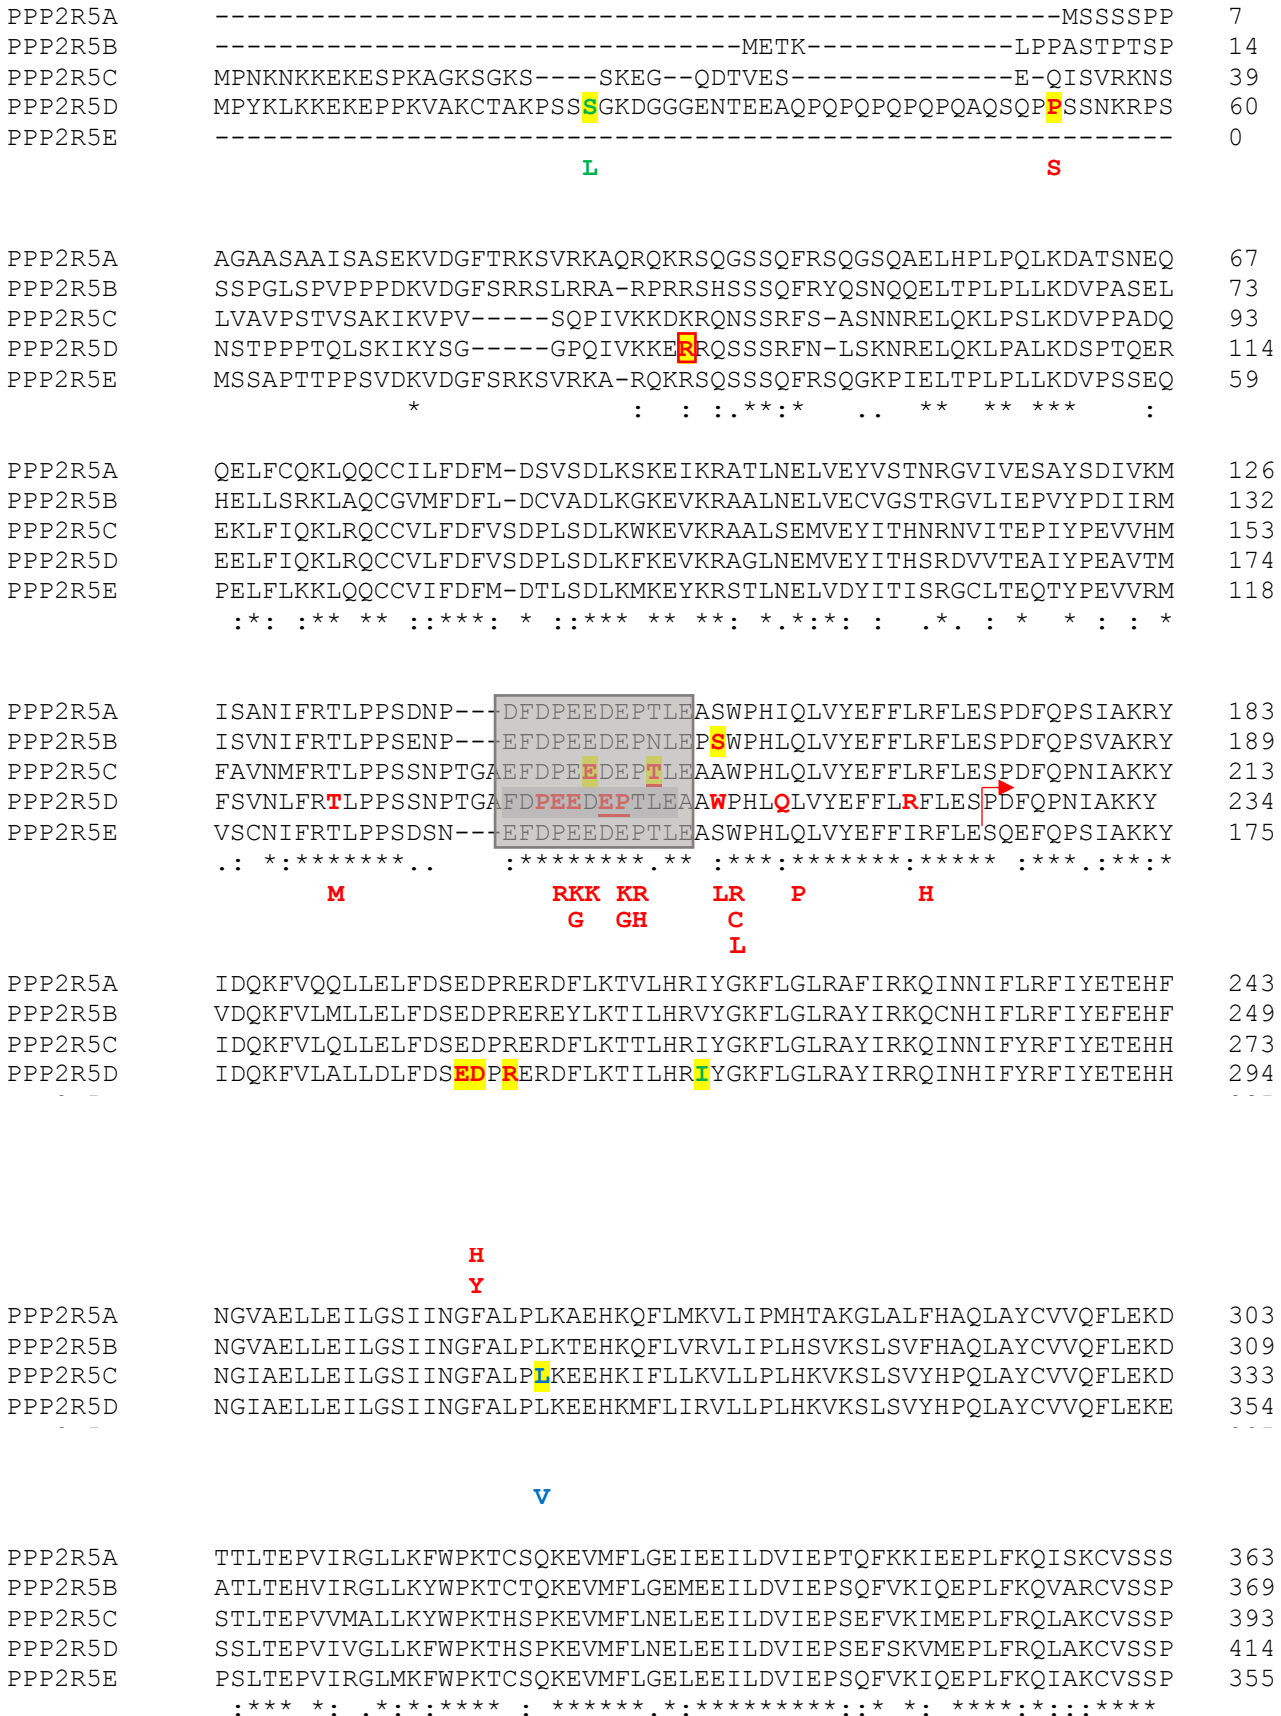 PPP2R5A -----------------------------------------------------MSSSSPP 7
PPP2R5B ---------------------------------METK-------------LPPASTPTSP 14
PPP2R5C MPNKNKKEKESPKAGKSGKS----SKEG--QDTVES--------------E-QISVRKNS 39
PPP2R5D MPYKLKKEKEPPKVAKCTAKPSSSGKDGGGENTEEAQPQPQPQPQPQAQSQPPSSNKRPS 60
PPP2R5E ------------------------------------------------------------ 0
L S
PPP2R5A AGAASAAISASEKVDGFTRKSVRKAQRQKRSQGSSQFRSQGSQAELHPLPQLKDATSNEQ 67
PPP2R5B SSPGLSPVPPPDKVDGFSRRSLRRA-RPRRSHSSSQFRYQSNQQELTPLPLLKDVPASEL 73
PPP2R5C LVAVPSTVSAKIKVPV-----SQPIVKKDKRQNSSRFS-ASNNRELQKLPSLKDVPPADQ 93
PPP2R5D NSTPPPTQLSKIKYSG-----GPQIVKKERRQSSSRFN-LSKNRELQKLPALKDSPTQER 114
PPP2R5E MSSAPTTPPSVDKVDGFSRKSVRKA-RQKRSQSSSQFRSQGKPIELTPLPLLKDVPSSEQ 59
* : : :.**:* .. ** ** *** :
PPP2R5A QELFCQKLQQCCILFDFM-DSVSDLKSKEIKRATLNELVEYVSTNRGVIVESAYSDIVKM 126
PPP2R5B HELLSRKLAQCGVMFDFL-DCVADLKGKEVKRAALNELVECVGSTRGVLIEPVYPDIIRM 132
PPP2R5C EKLFIQKLRQCCVLFDFVSDPLSDLKWKEVKRAALSEMVEYITHNRNVITEPIYPEVVHM 153
PPP2R5D EELFIQKLRQCCVLFDFVSDPLSDLKFKEVKRAGLNEMVEYITHSRDVVTEAIYPEAVTM 174
PPP2R5E PELFLKKLQQCCVIFDFM-DTLSDLKMKEYKRSTLNELVDYITISRGCLTEQTYPEVVRM 118
:*: :** ** ::***: * ::*** ** **: *.*:*: : .*. : * * : : *
PPP2R5A ISANIFRTLPPSDNP---DFDPEEDEPTLEASWPHIQLVYEFFLRFLESPDFQPSIAKRY 183
PPP2R5B ISVNIFRTLPPSENP---EFDPEEDEPNLEPSWPHLQLVYEFFLRFLESPDFQPSVAKRY 189
PPP2R5C FAVNMFRTLPPSSNPTGAEFDPEEDEPTLEAAWPHLQLVYEFFLRFLESPDFQPNIAKKY 213
PPP2R5D FSVNLFRTLPPSSNPTGAFDPEEDEPTLEAAWPHLQLVYEFFLRFLESPDFQPNIAKKY 234
PPP2R5E VSCNIFRTLPPSDSN---EFDPEEDEPTLEASWPHLQLVYEFFIRFLESQEFQPSIAKKY 175
.: *:*******.. :********.** :***:*******:***** :***.:**:*
M RKK KR LR P H
G GH C
L
PPP2R5A IDQKFVQQLLELFDSEDPRERDFLKTVLHRIYGKFLGLRAFIRKQINNIFLRFIYETEHF 243
PPP2R5B VDQKFVLMLLELFDSEDPREREYLKTILHRVYGKFLGLRAYIRKQCNHIFLRFIYEFEHF 249
PPP2R5C IDQKFVLQLLELFDSEDPRERDFLKTTLHRIYGKFLGLRAYIRKQINNIFYRFIYETEHH 273
PPP2R5D IDQKFVLALLDLFDSEDPRERDFLKTILHRIYGKFLGLRAYIRRQINHIFYRFIYETEHH 294
H
Y
PPP2R5A NGVAELLEILGSIINGFALPLKAEHKQFLMKVLIPMHTAKGLALFHAQLAYCVVQFLEKD 303
PPP2R5B NGVAELLEILGSIINGFALPLKTEHKQFLVRVLIPLHSVKSLSVFHAQLAYCVVQFLEKD 309
PPP2R5C NGIAELLEILGSIINGFALPLKEEHKIFLLKVLLPLHKVKSLSVYHPQLAYCVVQFLEKD 333
PPP2R5D NGIAELLEILGSIINGFALPLKEEHKMFLIRVLLPLHKVKSLSVYHPQLAYCVVQFLEKE 354
V
PPP2R5A TTLTEPVIRGLLKFWPKTCSQKEVMFLGEIEEILDVIEPTQFKKIEEPLFKQISKCVSSS 363
PPP2R5B ATLTEHVIRGLLKYWPKTCTQKEVMFLGEMEEILDVIEPSQFVKIQEPLFKQVARCVSSP 369
PPP2R5C STLTEPVVMALLKYWPKTHSPKEVMFLNELEEILDVIEPSEFVKIMEPLFRQLAKCVSSP 393
PPP2R5D SSLTEPVIVGLLKFWPKTHSPKEVMFLNELEEILDVIEPSEFSKVMEPLFRQLAKCVSSP 414
PPP2R5E PSLTEPVIRGLMKFWPKTCSQKEVMFLGELEEILDVIEPSQFVKIQEPLFKQIAKCVSSP 355
:*** *: .*:*:**** : ******.*:*********::* *: ****:*:::****